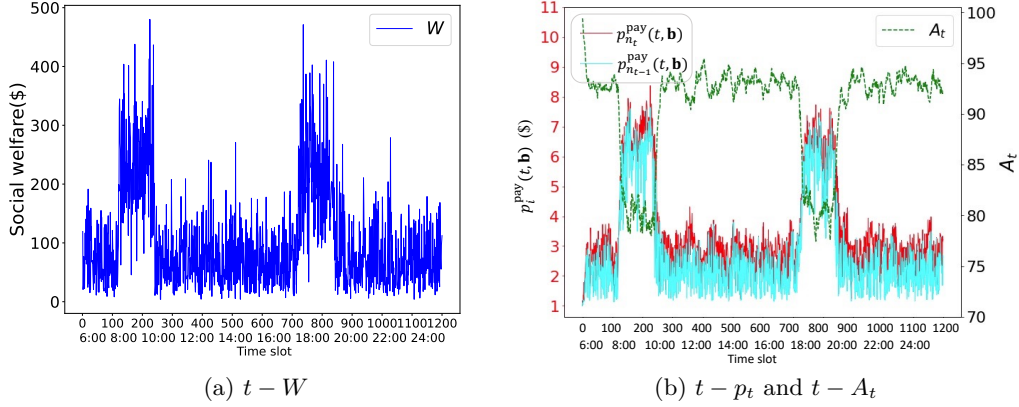 500
400
300
200
100
0
Social welfare($)
W
0 100 200 300 400 500 600 700 800 900 1000 1100 1200
6:00 8:00 10:00 12:00 14:00 16:00 18:00 20:00 22:00 24:00
Time slot
(a) t − W
11
10
9
8
7
6
5
4
3
2
1
p_i^pay(t, b) ($)
p_{n_t}^pay(t, b)
p_{n_{t−1}}^pay(t, b)
A_t
100
95
90
85
80
75
70
A_t
0 100 200 300 400 500 600 700 800 900 1000 1100 1200
6:00 8:00 10:00 12:00 14:00 16:00 18:00 20:00 22:00 24:00
Time slot
(b) t − p_t and t − A_t